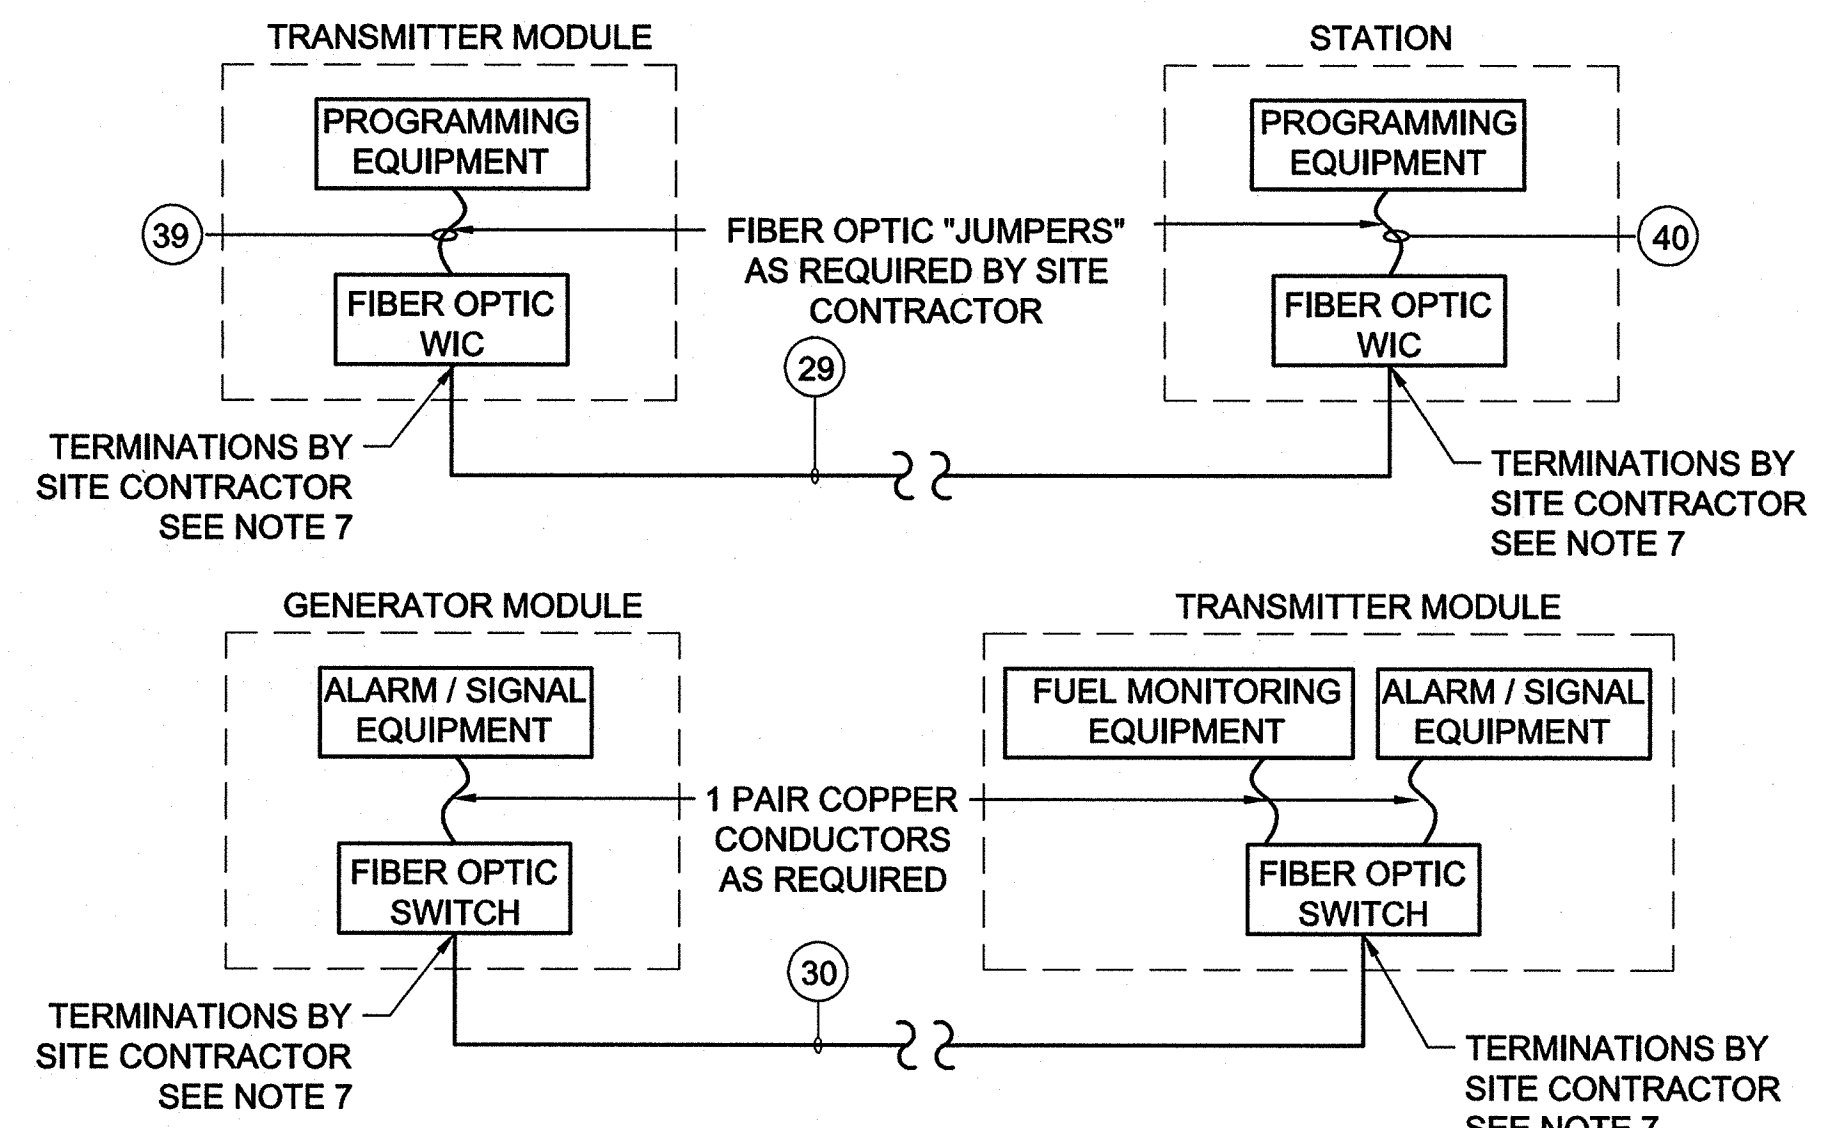 TRANSMITTER MODULE
STATION
PROGRAMMING
EQUIPMENT
PROGRAMMING
EQUIPMENT
39
FIBER OPTIC "JUMPERS"
AS REQUIRED BY SITE
CONTRACTOR
40
FIBER OPTIC
WIC
FIBER OPTIC
WIC
29
TERMINATIONS BY
SITE CONTRACTOR
SEE NOTE 7
TERMINATIONS BY
SITE CONTRACTOR
SEE NOTE 7
GENERATOR MODULE
TRANSMITTER MODULE
ALARM / SIGNAL
EQUIPMENT
FUEL MONITORING
EQUIPMENT
ALARM / SIGNAL
EQUIPMENT
1 PAIR COPPER
CONDUCTORS
AS REQUIRED
FIBER OPTIC
SWITCH
FIBER OPTIC
SWITCH
30
TERMINATIONS BY
SITE CONTRACTOR
SEE NOTE 7
TERMINATIONS BY
SITE CONTRACTOR
SEE NOTE 7